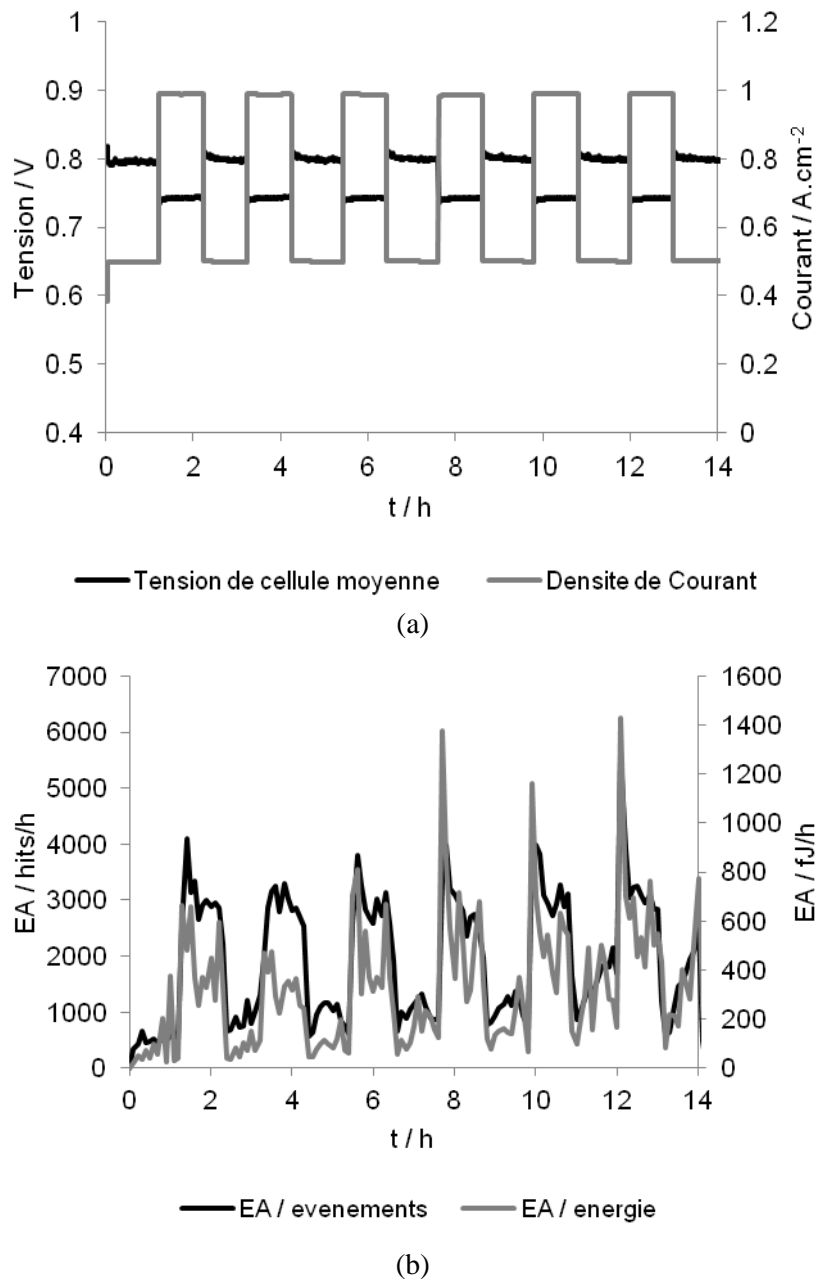 1 1.2
0.9 1
0.8 0.8
0.7 0.6
0.6 0.4
0.5 0.2
0.4 0
Tension / V
Courant / A.cm-2
0 2 4 6 8 10 12 14
t / h
Tension de cellule moyenne Densite de Courant
(a)
7000 1600
6000 1400
5000 1200
4000 1000
3000 800
2000 600
1000 400
0 200
0
EA / hits/h
EA / fJ/h
0 2 4 6 8 10 12 14
t / h
EA / evenements EA / energie
(b)